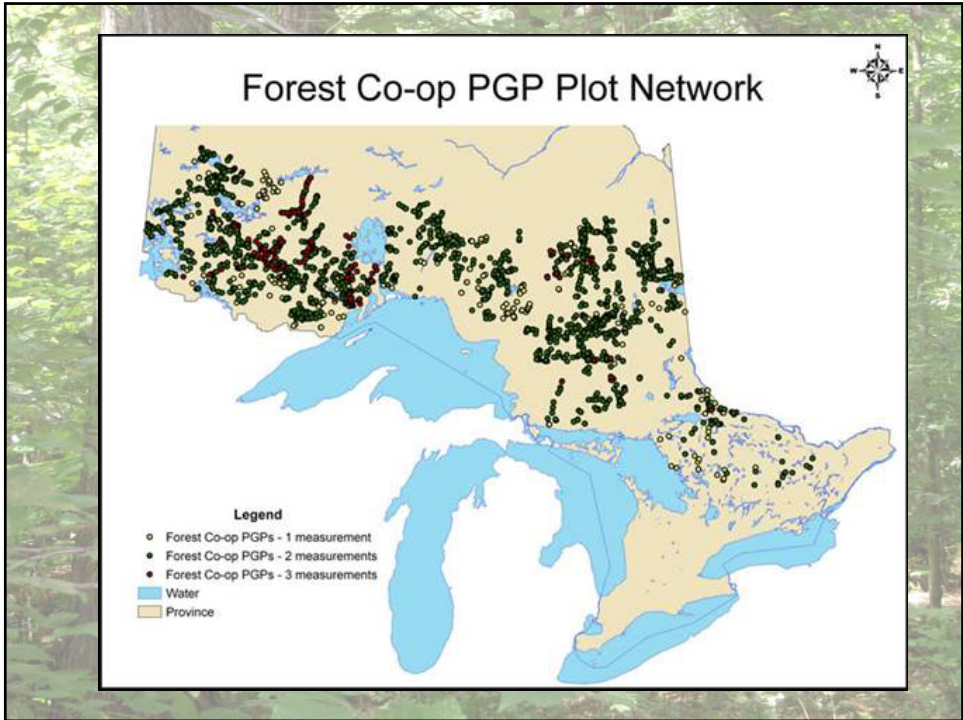 Forest Co-op PGP Plot Network
N
W E
S
Legend
Forest Co-op PGPs - 1 measurement
Forest Co-op PGPs - 2 measurements
Forest Co-op PGPs - 3 measurements
Water
Province